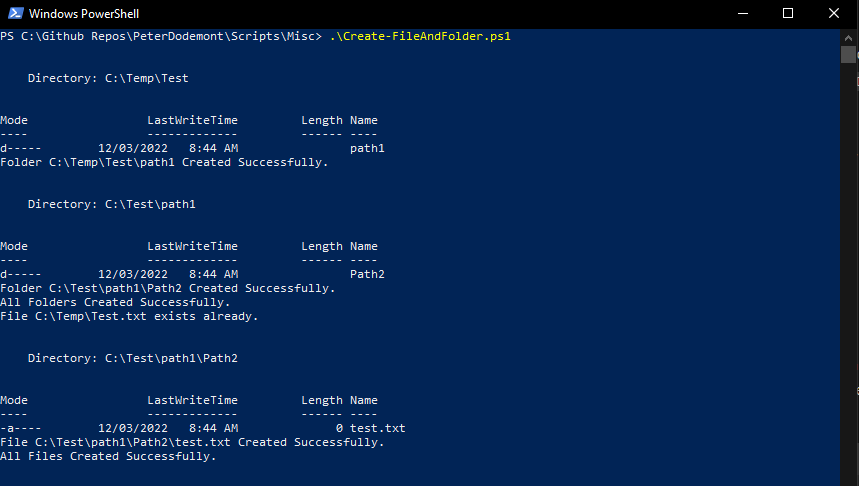 Windows PowerShell
PS C:\Github Repos\PeterDodemont\Scripts\Misc> .\Create-FileAndFolder.ps1
Directory: C:\Temp\Test
Mode LastWriteTime Length Name
---- ------------- ------ ----
d----- 12/03/2022 8:44 AM path1
Folder C:\Temp\Test\path1 Created Successfully.
Directory: C:\Test\path1
Mode LastWriteTime Length Name
---- ------------- ------ ----
d----- 12/03/2022 8:44 AM Path2
Folder C:\Test\path1\Path2 Created Successfully.
All Folders Created Successfully.
File C:\Temp\Test.txt exists already.
Directory: C:\Test\path1\Path2
Mode LastWriteTime Length Name
---- ------------- ------ ----
-a---- 12/03/2022 8:44 AM 0 test.txt
File C:\Test\path1\Path2\test.txt Created Successfully.
All Files Created Successfully.